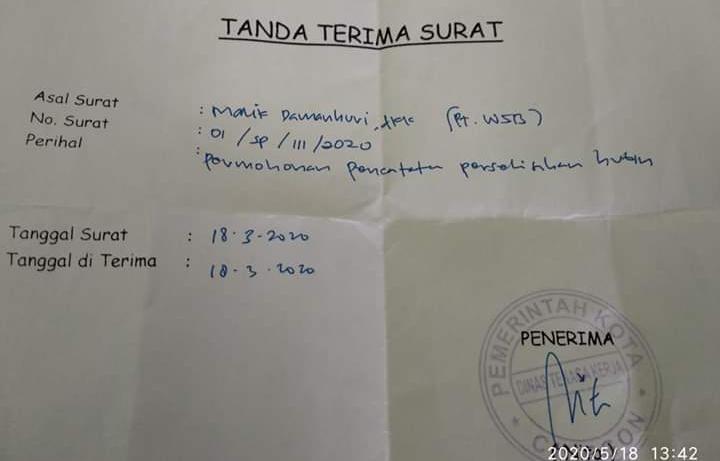 TANDA TERIMA SURAT
Asal Surat : Malik Damanhuri, dkk (Pt. WSB)
No. Surat : 01 / SP / III / 2020
Perihal : Permohonan Pencatatan perselisihan hubin
Tanggal Surat : 18-3-2020
Tanggal di Terima : 18-3-2020
PEMERINTAH KOTA
PENERIMA
DINAS TENAGA KERJA
2020/5/18 13:42